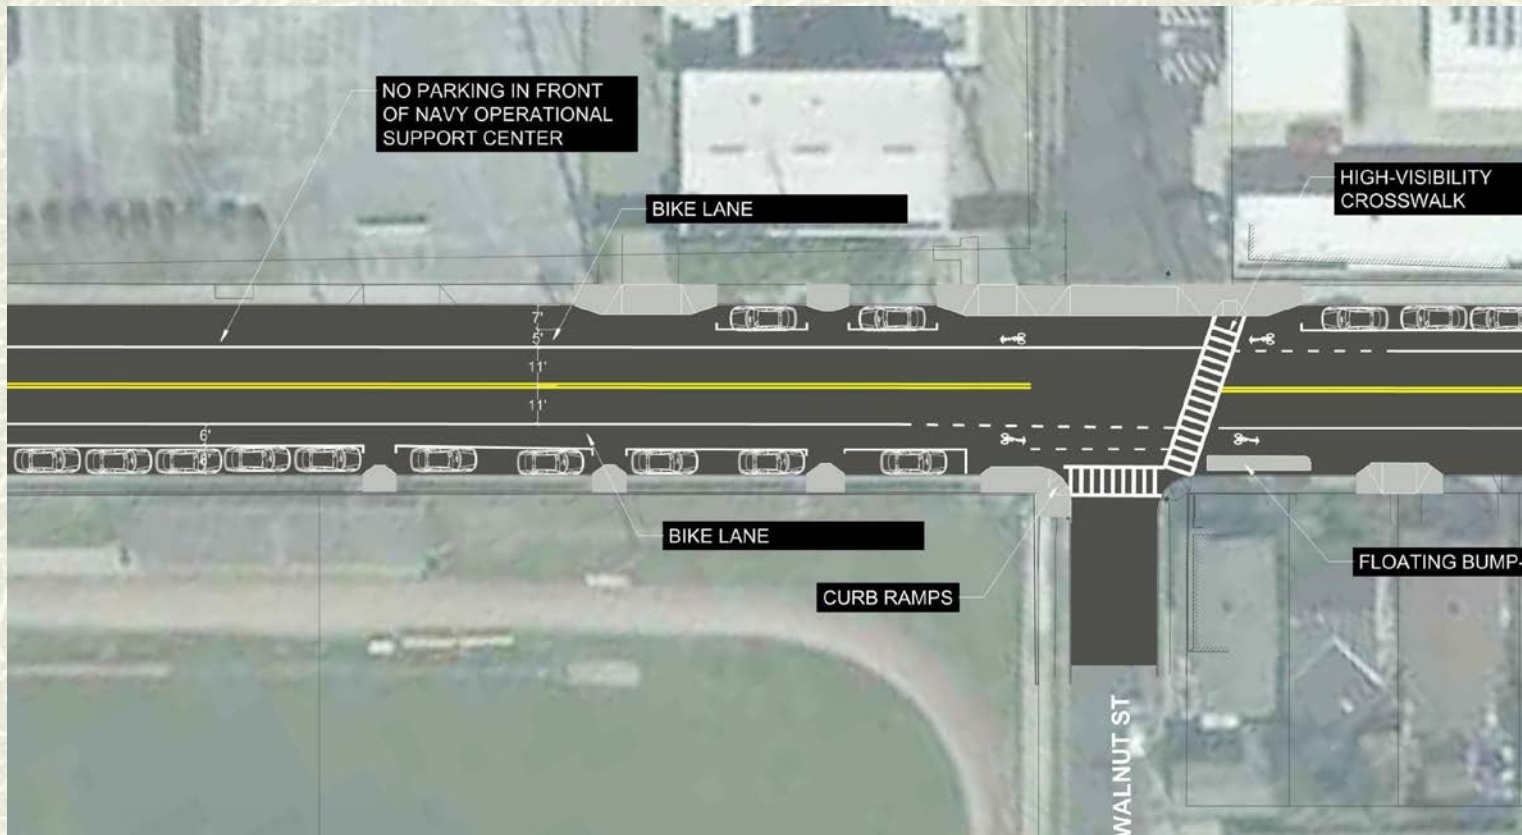 NO PARKING IN FRONT
OF NAVY OPERATIONAL
SUPPORT CENTER
BIKE LANE
HIGH-VISIBILITY
CROSSWALK
7'
5'
11'
11'
6'
BIKE LANE
CURB RAMPS
FLOATING BUMP-
WALNUT ST